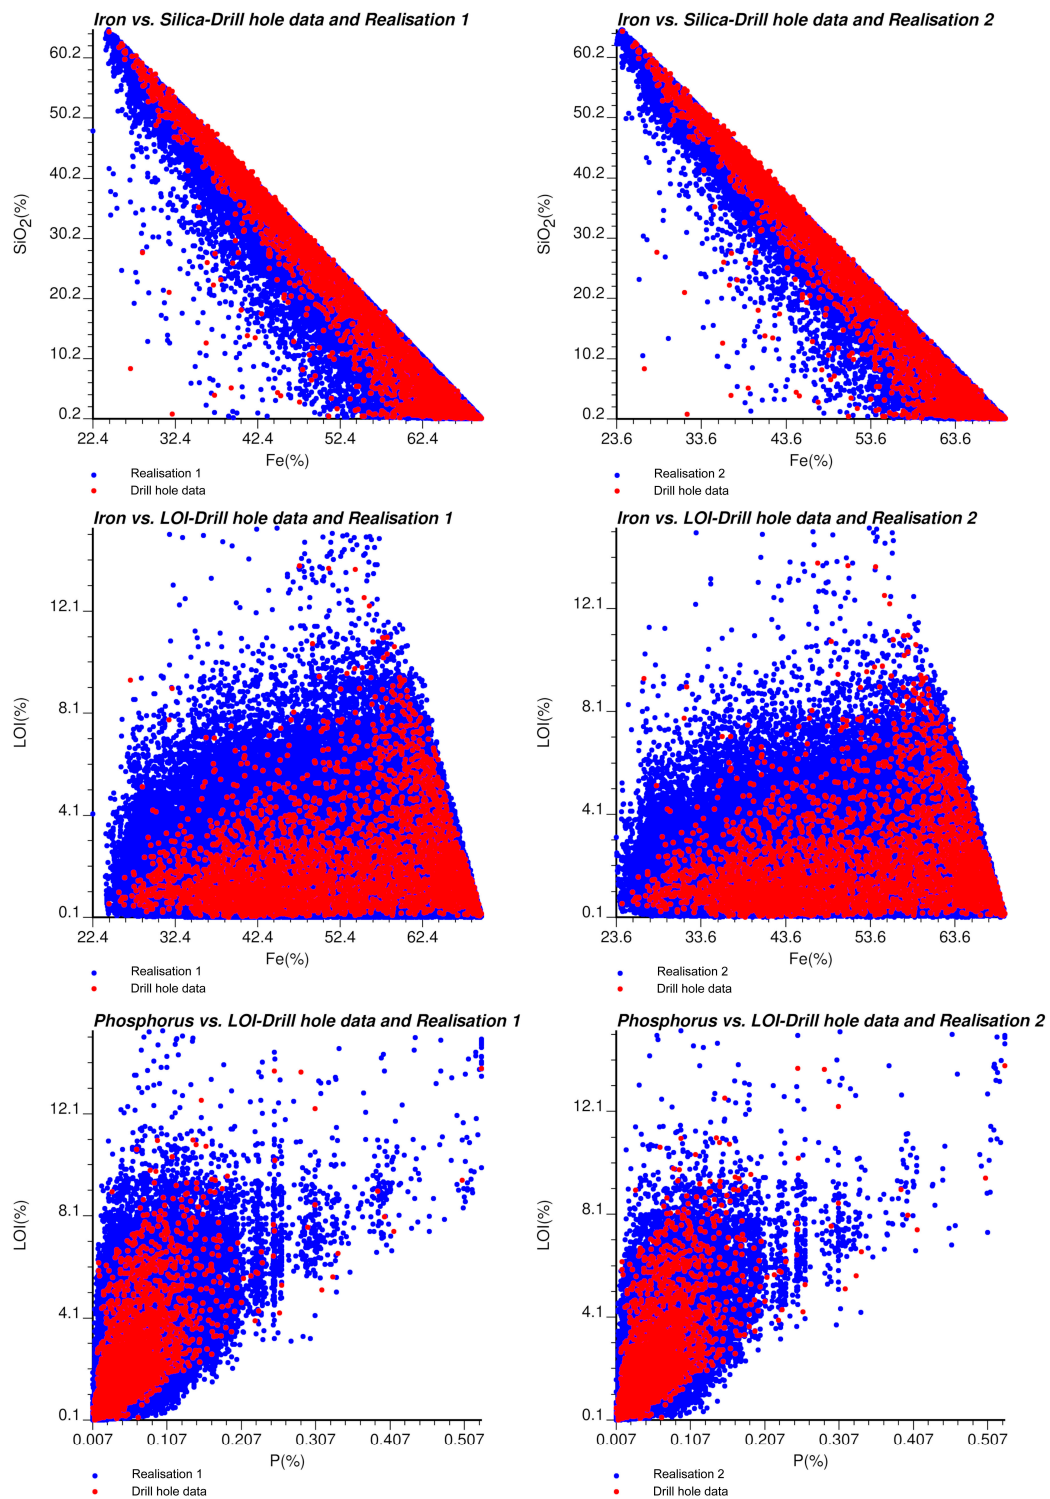 Iron vs. Silica-Drill hole data and Realisation 1
60.2
50.2
40.2
30.2
20.2
10.2
0.2
SiO2(%)
22.4 32.4 42.4 52.4 62.4
Fe(%)
Realisation 1
Drill hole data
Iron vs. Silica-Drill hole data and Realisation 2
60.2
50.2
40.2
30.2
20.2
10.2
0.2
SiO2(%)
23.6 33.6 43.6 53.6 63.6
Fe(%)
Realisation 2
Drill hole data
Iron vs. LOI-Drill hole data and Realisation 1
12.1
8.1
4.1
0.1
LOI(%)
22.4 32.4 42.4 52.4 62.4
Fe(%)
Realisation 1
Drill hole data
Iron vs. LOI-Drill hole data and Realisation 2
12.1
8.1
4.1
0.1
LOI(%)
23.6 33.6 43.6 53.6 63.6
Fe(%)
Realisation 2
Drill hole data
Phosphorus vs. LOI-Drill hole data and Realisation 1
12.1
8.1
4.1
0.1
LOI(%)
0.007 0.107 0.207 0.307 0.407 0.507
P(%)
Realisation 1
Drill hole data
Phosphorus vs. LOI-Drill hole data and Realisation 2
12.1
8.1
4.1
0.1
LOI(%)
0.007 0.107 0.207 0.307 0.407 0.507
P(%)
Realisation 2
Drill hole data